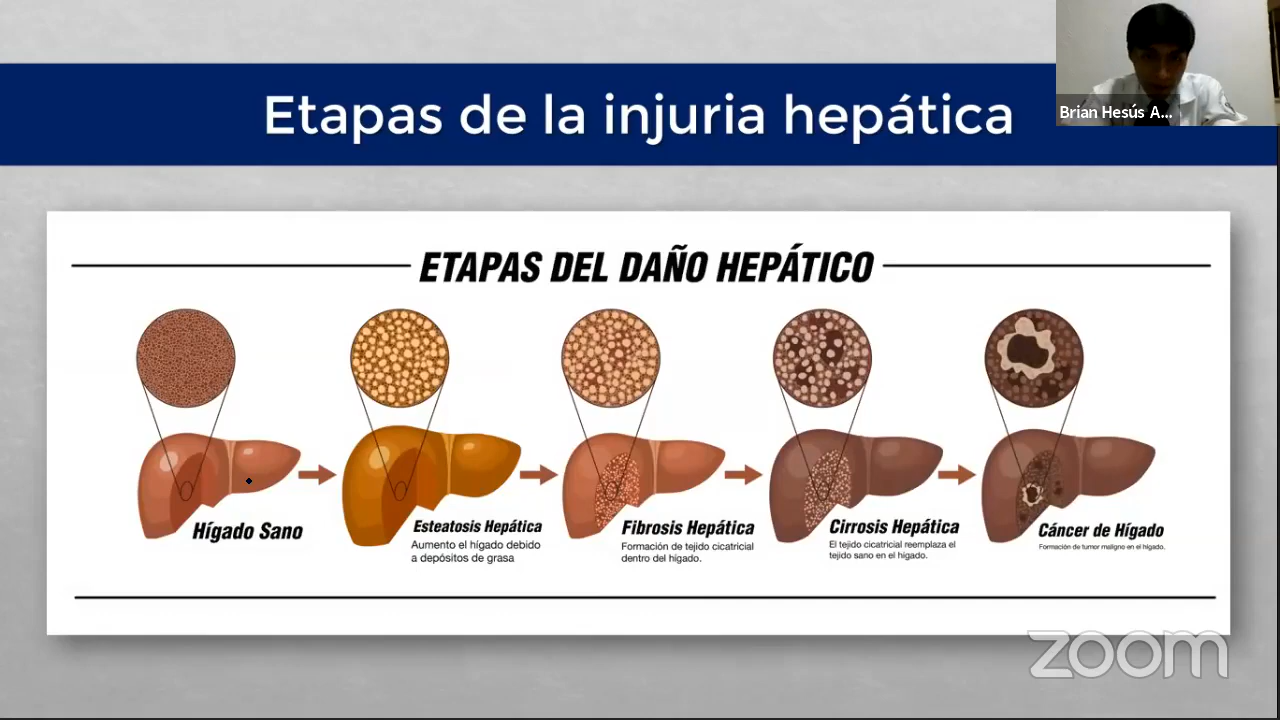 Etapas de la injuria hepática
Brian Hesús A...
ETAPAS DEL DAÑO HEPÁTICO
Hígado Sano
Esteatosis Hepática
Aumento el hígado debido
a depósitos de grasa
Fibrosis Hepática
Formación de tejido cicatricial
dentro del hígado.
Cirrosis Hepática
El tejido cicatricial reemplaza el
tejido sano en el hígado.
Cáncer de Hígado
Formación de tumor maligno en el hígado.
zoom